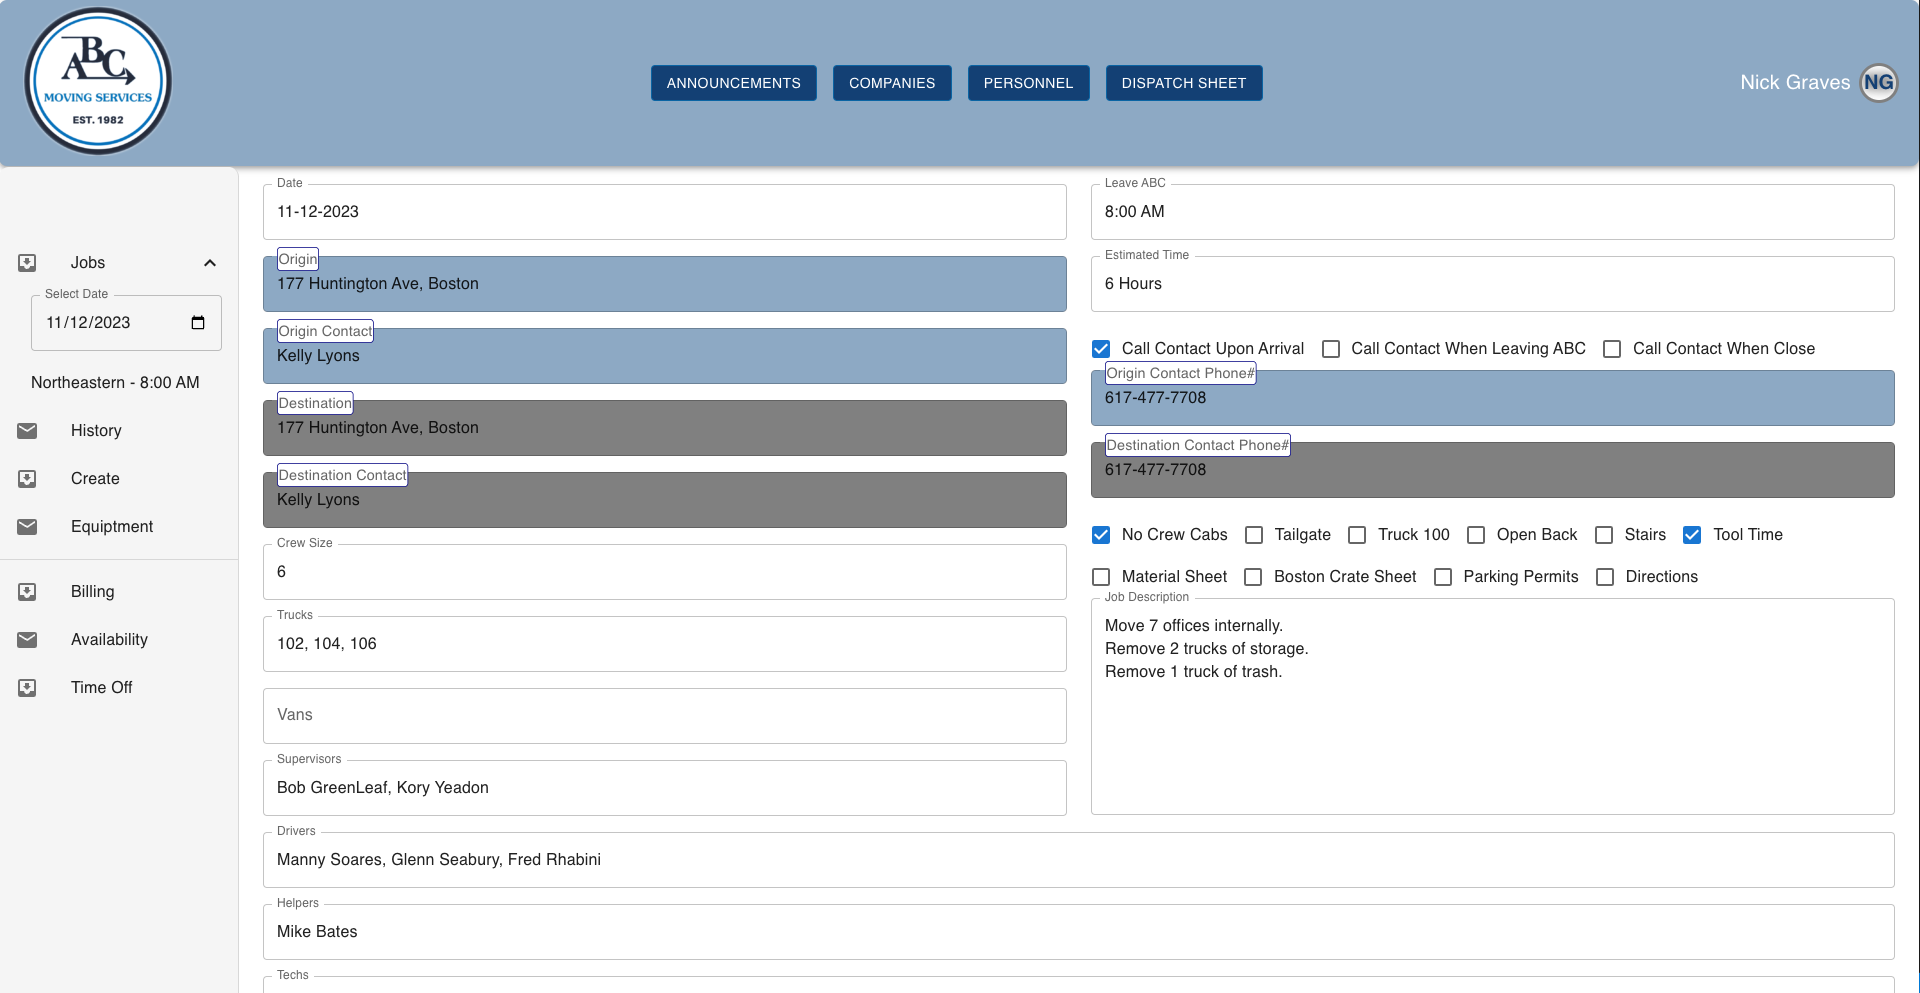 ABC
MOVING SERVICES
EST. 1982
ANNOUNCEMENTS
COMPANIES
PERSONNEL
DISPATCH SHEET
Nick Graves
NG
Jobs
Select Date
11/12/2023
Northeastern - 8:00 AM
History
Create
Equiptment
Billing
Availability
Time Off
Date
11-12-2023
Origin
177 Huntington Ave, Boston
Origin Contact
Kelly Lyons
Destination
177 Huntington Ave, Boston
Destination Contact
Kelly Lyons
Crew Size
6
Trucks
102, 104, 106
Vans
Supervisors
Bob GreenLeaf, Kory Yeadon
Leave ABC
8:00 AM
Estimated Time
6 Hours
Call Contact Upon Arrival
Call Contact When Leaving ABC
Call Contact When Close
Origin Contact Phone#
617-477-7708
Destination Contact Phone#
617-477-7708
No Crew Cabs
Tailgate
Truck 100
Open Back
Stairs
Tool Time
Material Sheet
Boston Crate Sheet
Parking Permits
Directions
Job Description
Move 7 offices internally.
Remove 2 trucks of storage.
Remove 1 truck of trash.
Drivers
Manny Soares, Glenn Seabury, Fred Rhabini
Helpers
Mike Bates
Techs